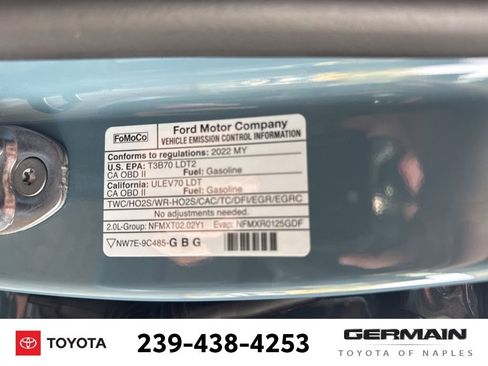 FoMoCo
Ford Motor Company
VEHICLE EMISSION CONTROL INFORMATION
Conforms to regulations: 2022 MY
U.S. EPA: T3B70 LDT2
CA OBD II Fuel: Gasoline
California: ULEV70 LDT
CA OBD II Fuel: Gasoline
TWC/HO2S/WR-HO2S/CAC/TC/DFI/EGR/EGRC
No adjustments needed.
2.0L-Group: NFMXT02.02Y1 Evap: NFMXR0125GDF
NW7E-9C485-GBG
TOYOTA
239-438-4253
GERMAIN
TOYOTA OF NAPLES